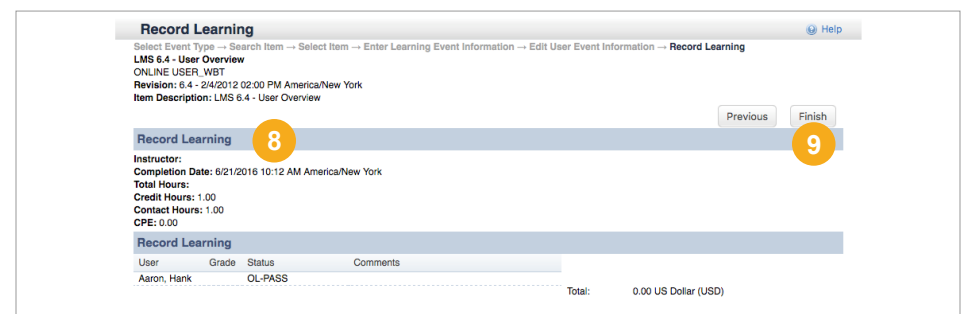 Record Learning
Help
Select Event Type → Search Item → Select Item → Enter Learning Event Information → Edit User Event Information → Record Learning
LMS 6.4 - User Overview
ONLINE USER_WBT
Revision: 6.4 - 2/4/2012 02:00 PM America/New York
Item Description: LMS 6.4 - User Overview
Previous Finish
Record Learning 8
9
Instructor:
Completion Date: 6/21/2016 10:12 AM America/New York
Total Hours:
Credit Hours: 1.00
Contact Hours: 1.00
CPE: 0.00
Record Learning
User Grade Status Comments
Aaron, Hank OL-PASS
Total: 0.00 US Dollar (USD)